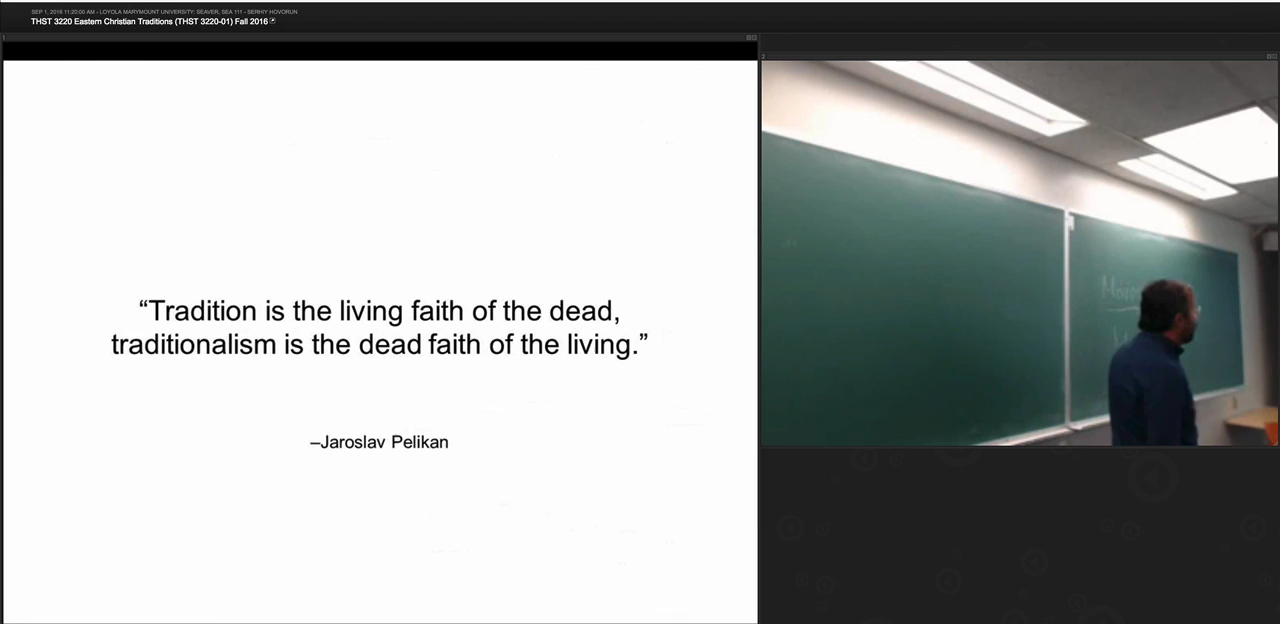 SEP 1, 2016 11:20:00 AM - LOYOLA MARYMOUNT UNIVERSITY: SEAVER, SEA 111 - SERHIY HOVORUN
THST 3220 Eastern Christian Traditions (THST 3220-01) Fall 2016
1
2
“Tradition is the living faith of the dead,
traditionalism is the dead faith of the living.”
–Jaroslav Pelikan